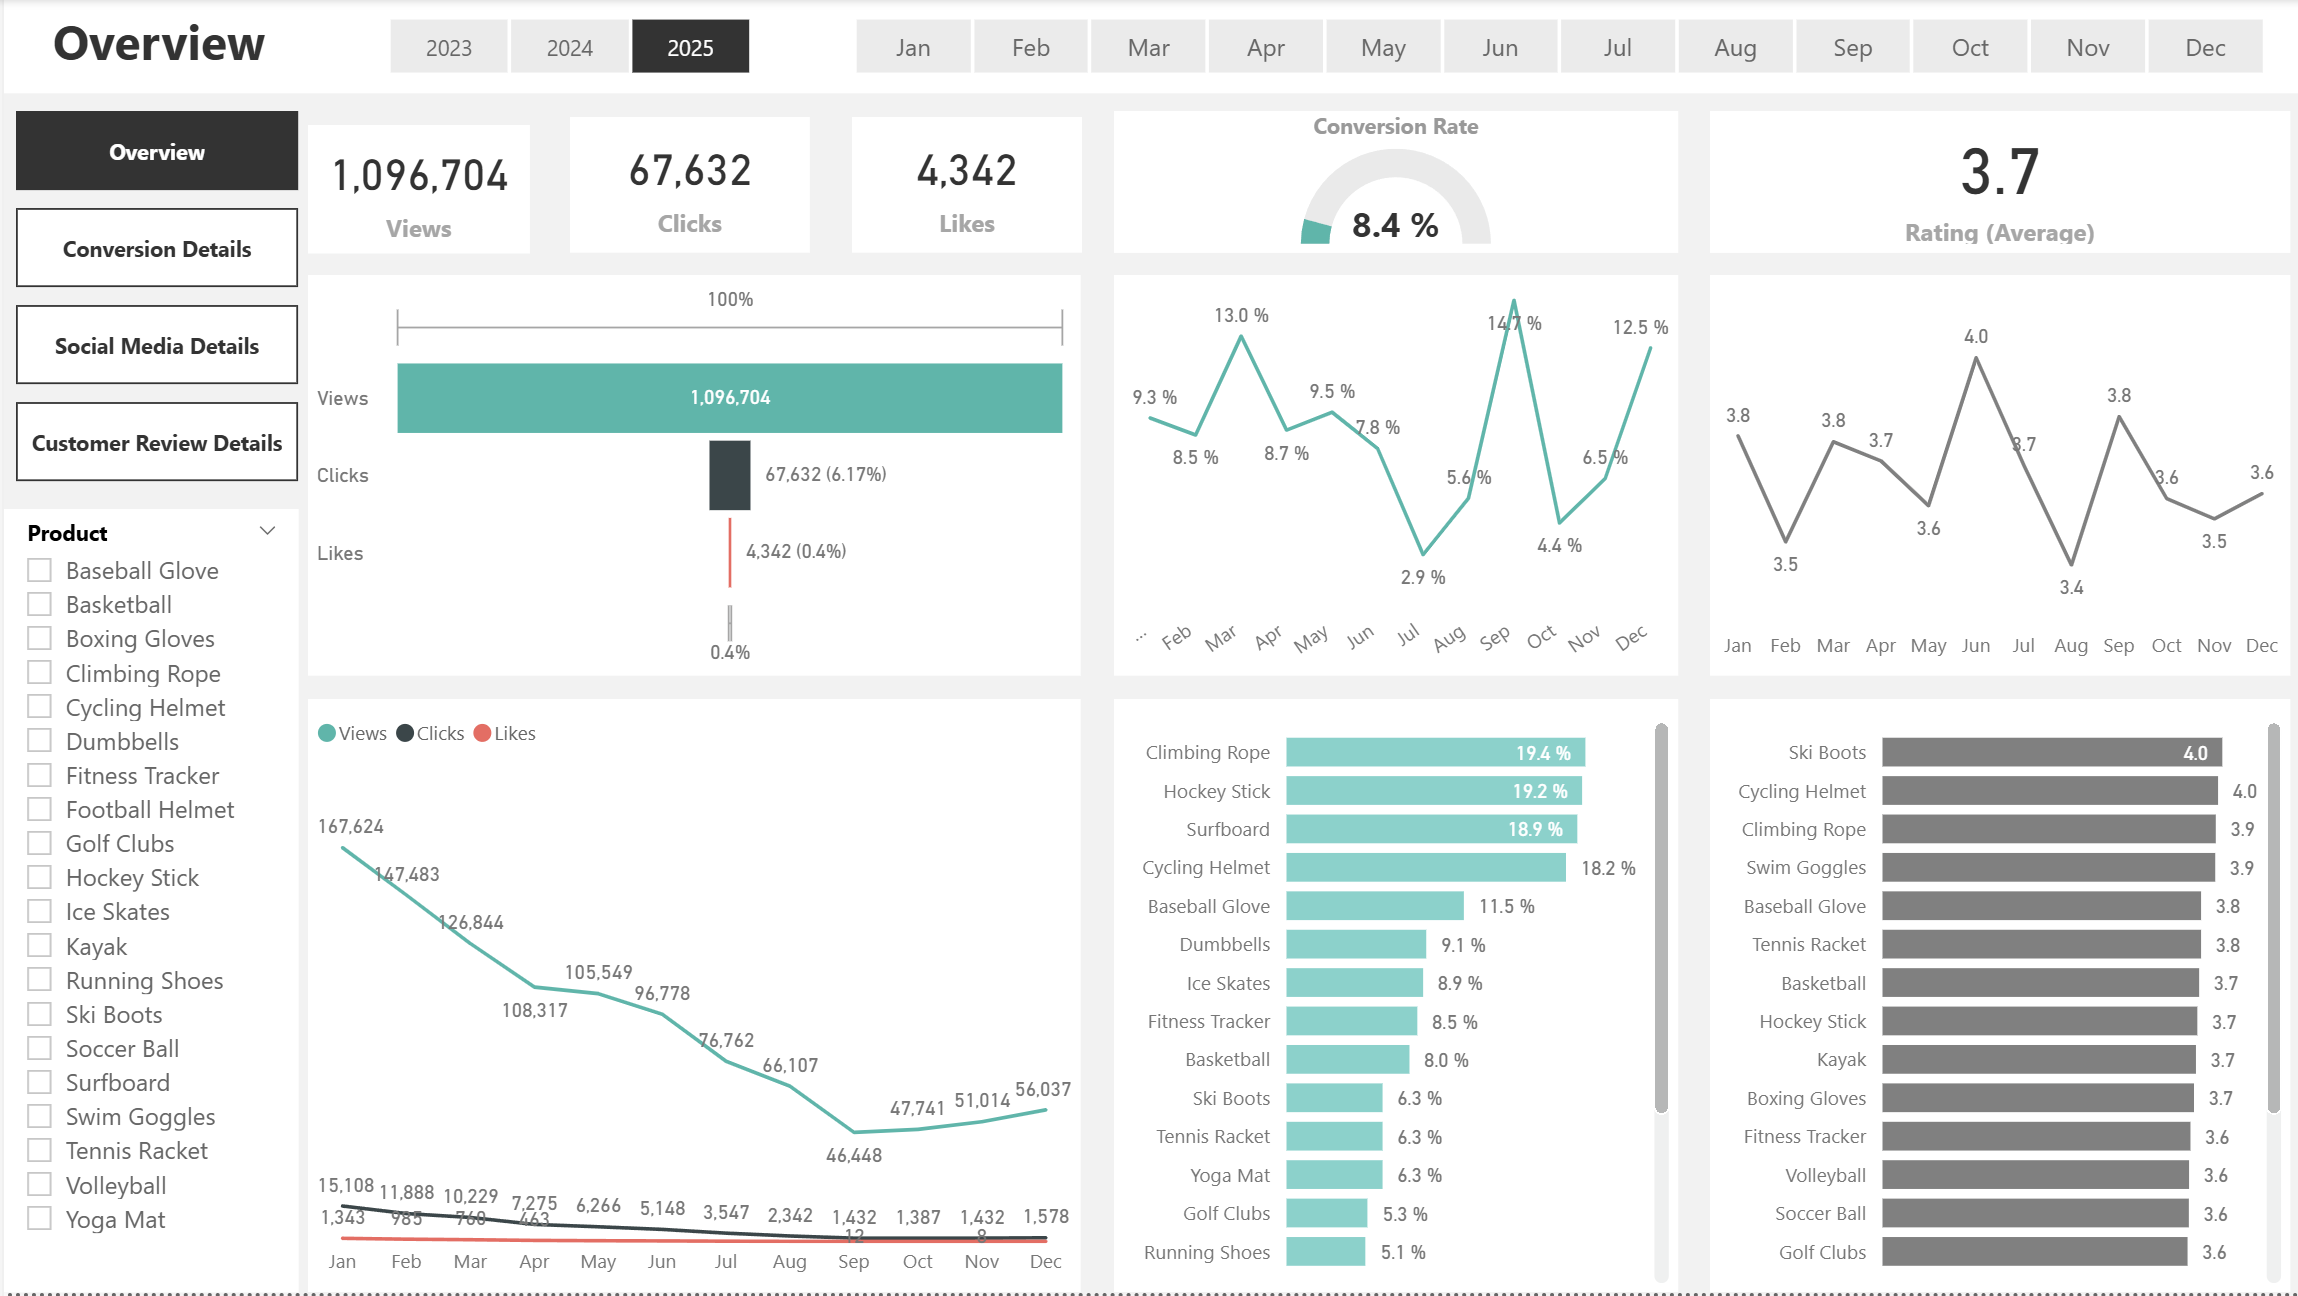 Overview
2023 2024 2025
Jan Feb Mar Apr May Jun Jul Aug Sep Oct Nov Dec
Overview
Conversion Details
Social Media Details
Customer Review Details
Product
Baseball Glove
Basketball
Boxing Gloves
Climbing Rope
Cycling Helmet
Dumbbells
Fitness Tracker
Football Helmet
Golf Clubs
Hockey Stick
Ice Skates
Kayak
Running Shoes
Ski Boots
Soccer Ball
Surfboard
Swim Goggles
Tennis Racket
Volleyball
Yoga Mat
1,096,704
Views
67,632
Clicks
4,342
Likes
Conversion Rate
8.4 %
3.7
Rating (Average)
100%
Views 1,096,704
Clicks 67,632 (6.17%)
Likes 4,342 (0.4%)
0.4%
9.3 % 8.5 % 13.0 % 8.7 % 9.5 % 7.8 % 2.9 % 5.6 % 14.7 % 4.4 % 6.5 % 12.5 %
... Feb Mar Apr May Jun Jul Aug Sep Oct Nov Dec
3.8 3.5 3.8 3.7 3.6 4.0 3.7 3.4 3.8 3.6 3.5 3.6
Jan Feb Mar Apr May Jun Jul Aug Sep Oct Nov Dec
Views Clicks Likes
167,624 147,483 126,844 108,317 105,549 96,778 76,762 66,107 46,448 47,741 51,014 56,037
15,108 11,888 10,229 7,275 6,266 5,148 3,547 2,342 1,432 1,387 1,432 1,578
1,343 985 760 463 12 8
Jan Feb Mar Apr May Jun Jul Aug Sep Oct Nov Dec
Climbing Rope 19.4 %
Hockey Stick 19.2 %
Surfboard 18.9 %
Cycling Helmet 18.2 %
Baseball Glove 11.5 %
Dumbbells 9.1 %
Ice Skates 8.9 %
Fitness Tracker 8.5 %
Basketball 8.0 %
Ski Boots 6.3 %
Tennis Racket 6.3 %
Yoga Mat 6.3 %
Golf Clubs 5.3 %
Running Shoes 5.1 %
Ski Boots 4.0
Cycling Helmet 4.0
Climbing Rope 3.9
Swim Goggles 3.9
Baseball Glove 3.8
Tennis Racket 3.8
Basketball 3.7
Hockey Stick 3.7
Kayak 3.7
Boxing Gloves 3.7
Fitness Tracker 3.6
Volleyball 3.6
Soccer Ball 3.6
Golf Clubs 3.6